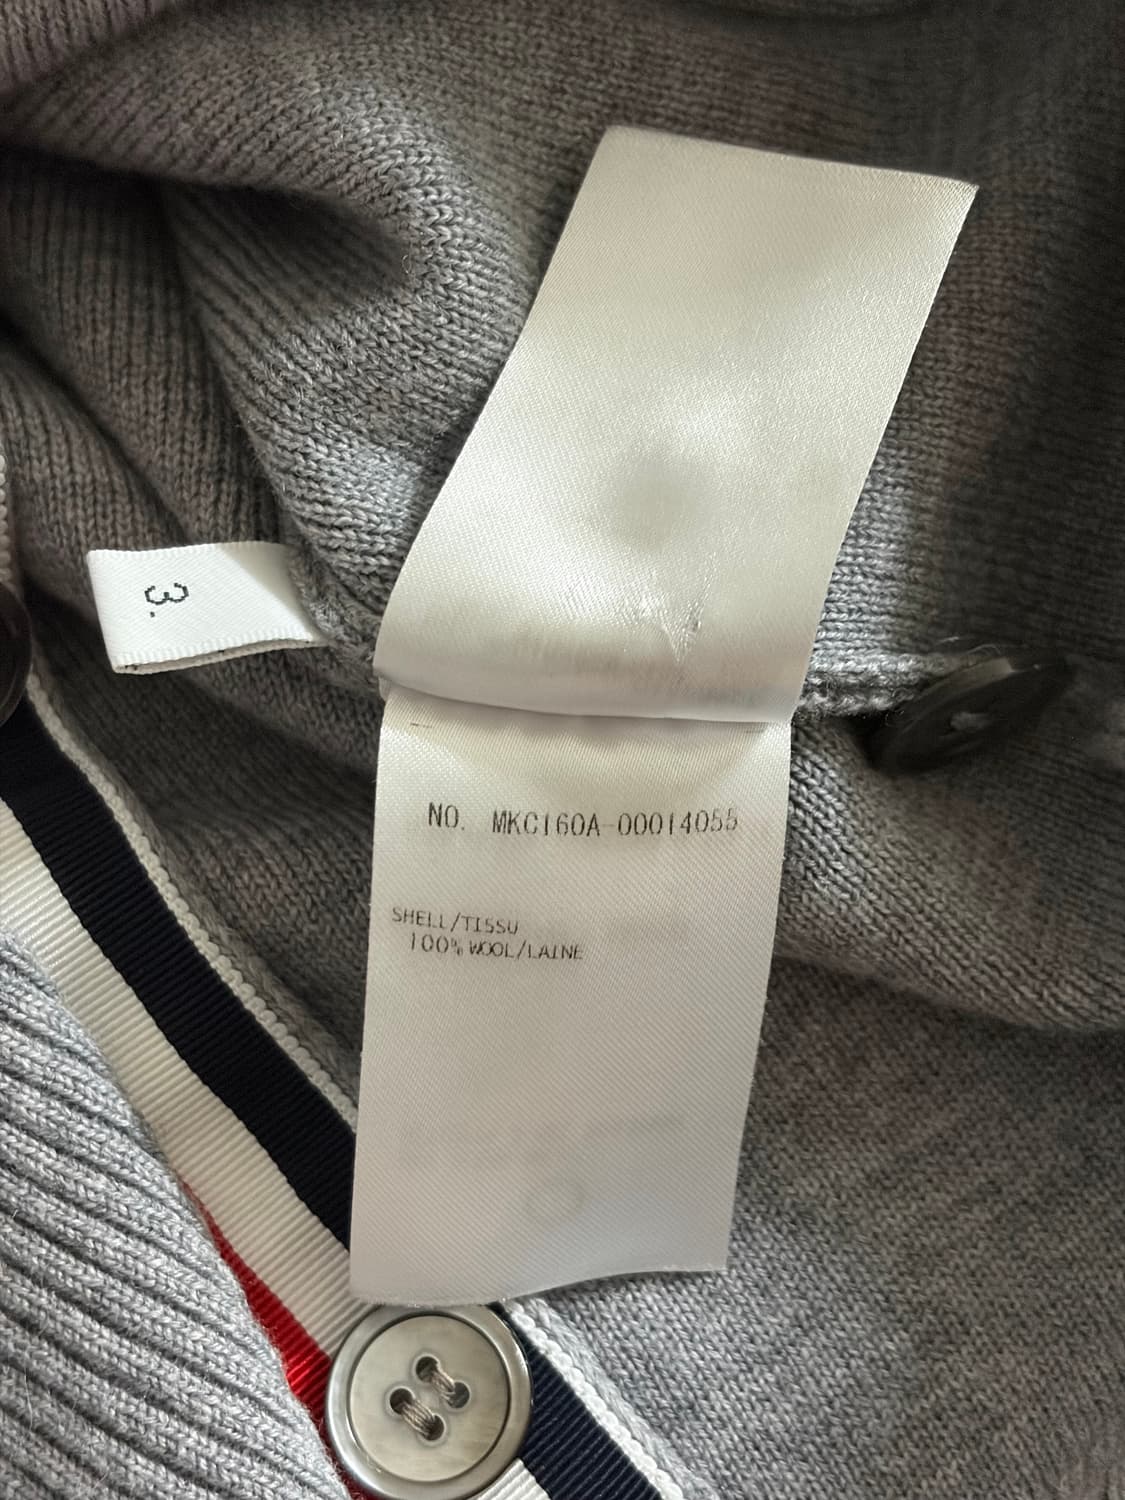 3.
NO. MKC160A-00014055
SHELL/TISSU
100% WOOL/LAINE